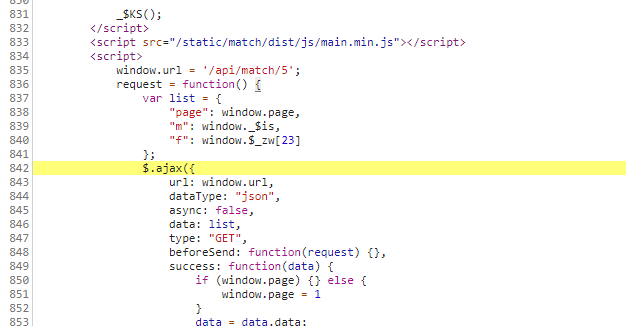 830
831 _$KS();
832 </script>
833 <script src="/static/match/dist/js/main.min.js"></script>
834 <script>
835 window.url = '/api/match/5';
836 request = function() {
837 var list = {
838 "page": window.page,
839 "m": window._$is,
840 "f": window.$_zw[23]
841 };
842 $.ajax({
843 url: window.url,
844 dataType: "json",
845 async: false,
846 data: list,
847 type: "GET",
848 beforeSend: function(request) {},
849 success: function(data) {
850 if (window.page) {} else {
851 window.page = 1
852 }
853 data = data.data;